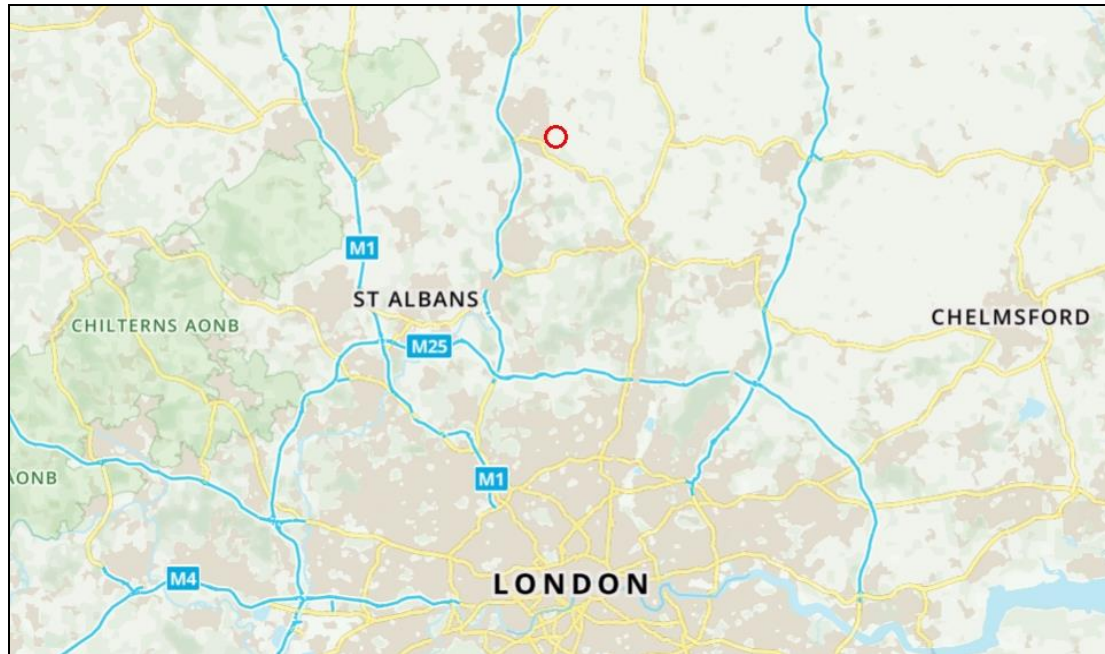 M1
ST ALBANS
CHILTERNS AONB
CHELMSFORD
M25
AONB
M1
M4
LONDON